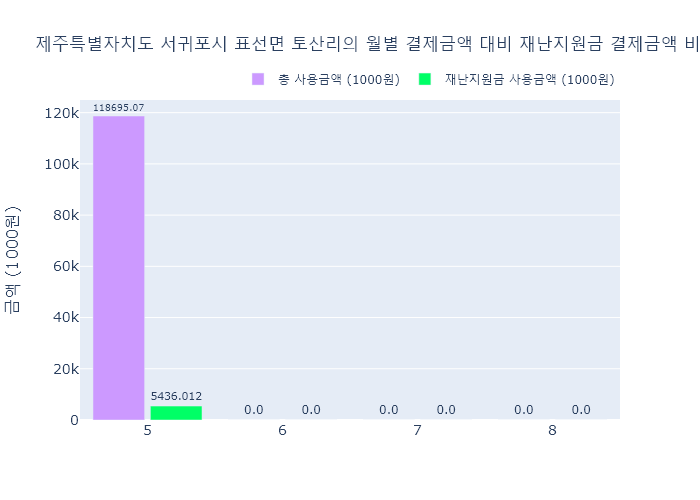 제주특별자치도 서귀포시 표선면 토산리의 월별 결제금액 대비 재난지원금 결제금액 비
총 사용금액 (1000원) 재난지원금 사용금액 (1000원)
금액 (1000원)
120k
100k
80k
60k
40k
20k
0
118695.07
5436.012
0.0 0.0 0.0 0.0 0.0 0.0
5 6 7 8